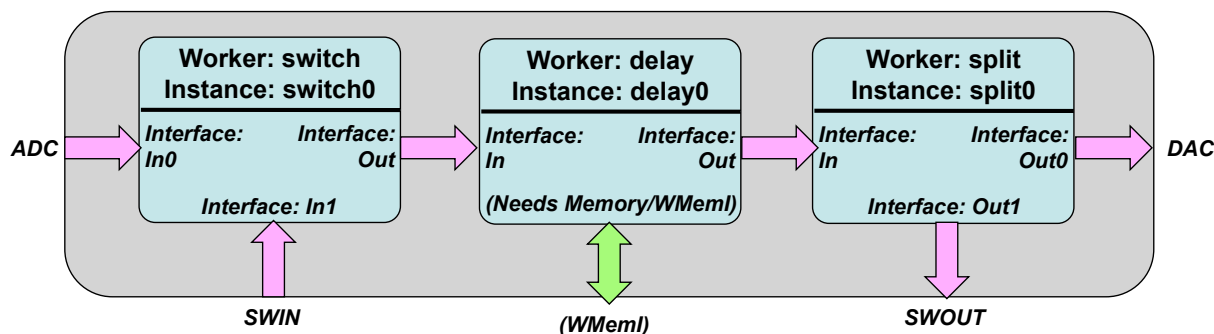 Worker: switch
Instance: switch0
Worker: delay
Instance: delay0
Worker: split
Instance: split0
ADC
Interface:
In0
Interface:
Out
Interface: In1
Interface:
In
Interface:
Out
(Needs Memory/WMemI)
Interface:
In
Interface:
Out0
Interface: Out1
DAC
SWIN
(WMemI)
SWOUT